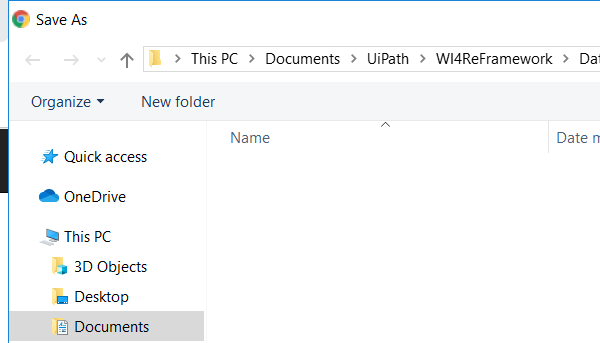 Save As
This PC > Documents > UiPath > WI4ReFramework > Dat
Organize New folder
Name Date m
Quick access
OneDrive
This PC
3D Objects
Desktop
Documents